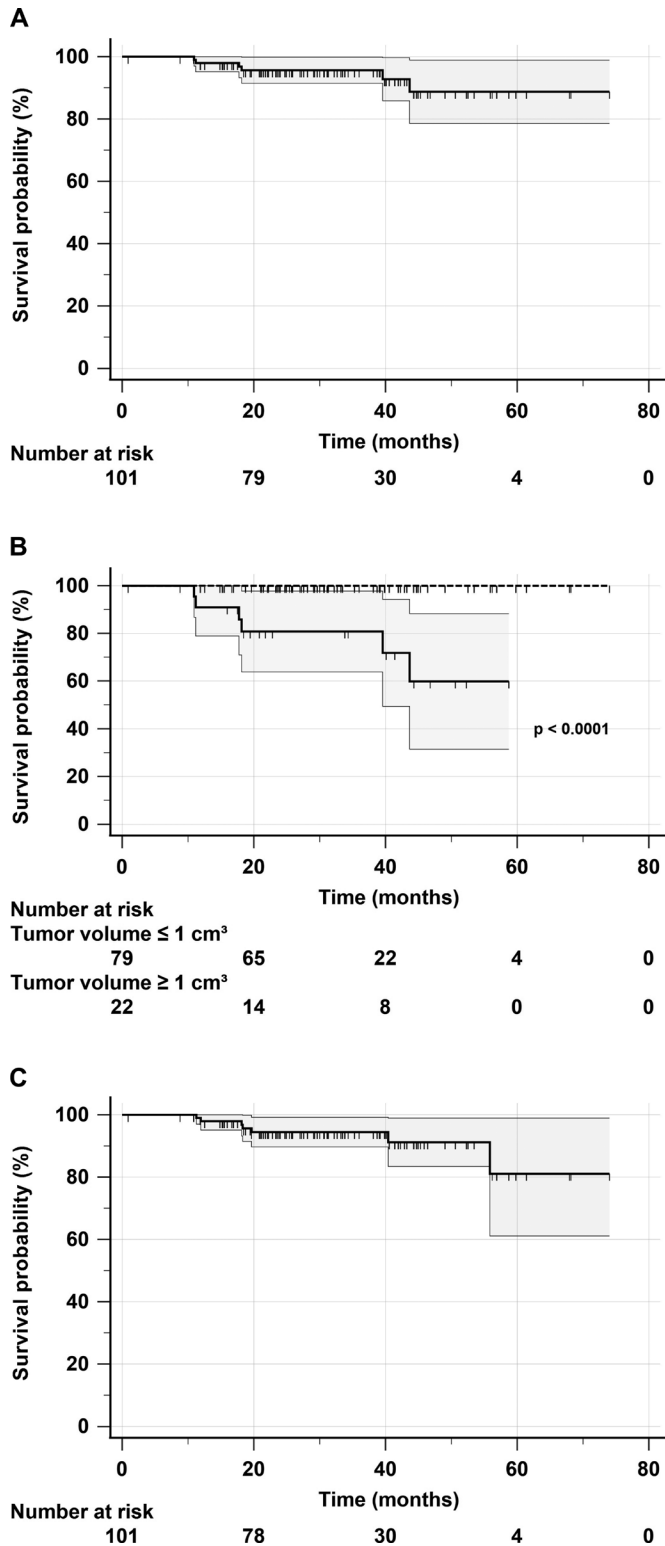 A
Survival probability (%)
100
80
60
40
20
0
0 20 40 60 80
Time (months)
Number at risk
101 79 30 4 0
B
Survival probability (%)
100
80
60
40
20
0
p < 0.0001
0 20 40 60 80
Time (months)
Number at risk
Tumor volume ≤ 1 cm³
79 65 22 4 0
Tumor volume ≥ 1 cm³
22 14 8 0 0
C
Survival probability (%)
100
80
60
40
20
0
0 20 40 60 80
Time (months)
Number at risk
101 78 30 4 0